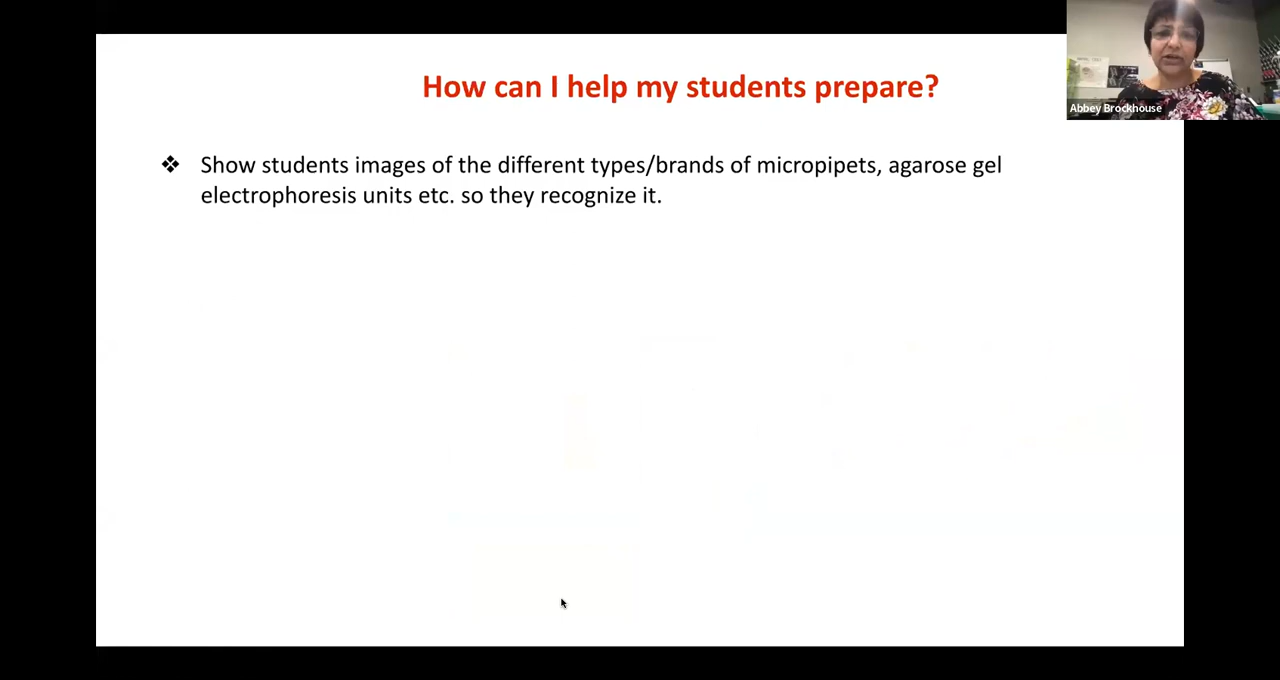 How can I help my students prepare?
Abbey Brockhouse
❖ Show students images of the different types/brands of micropipets, agarose gel
electrophoresis units etc. so they recognize it.